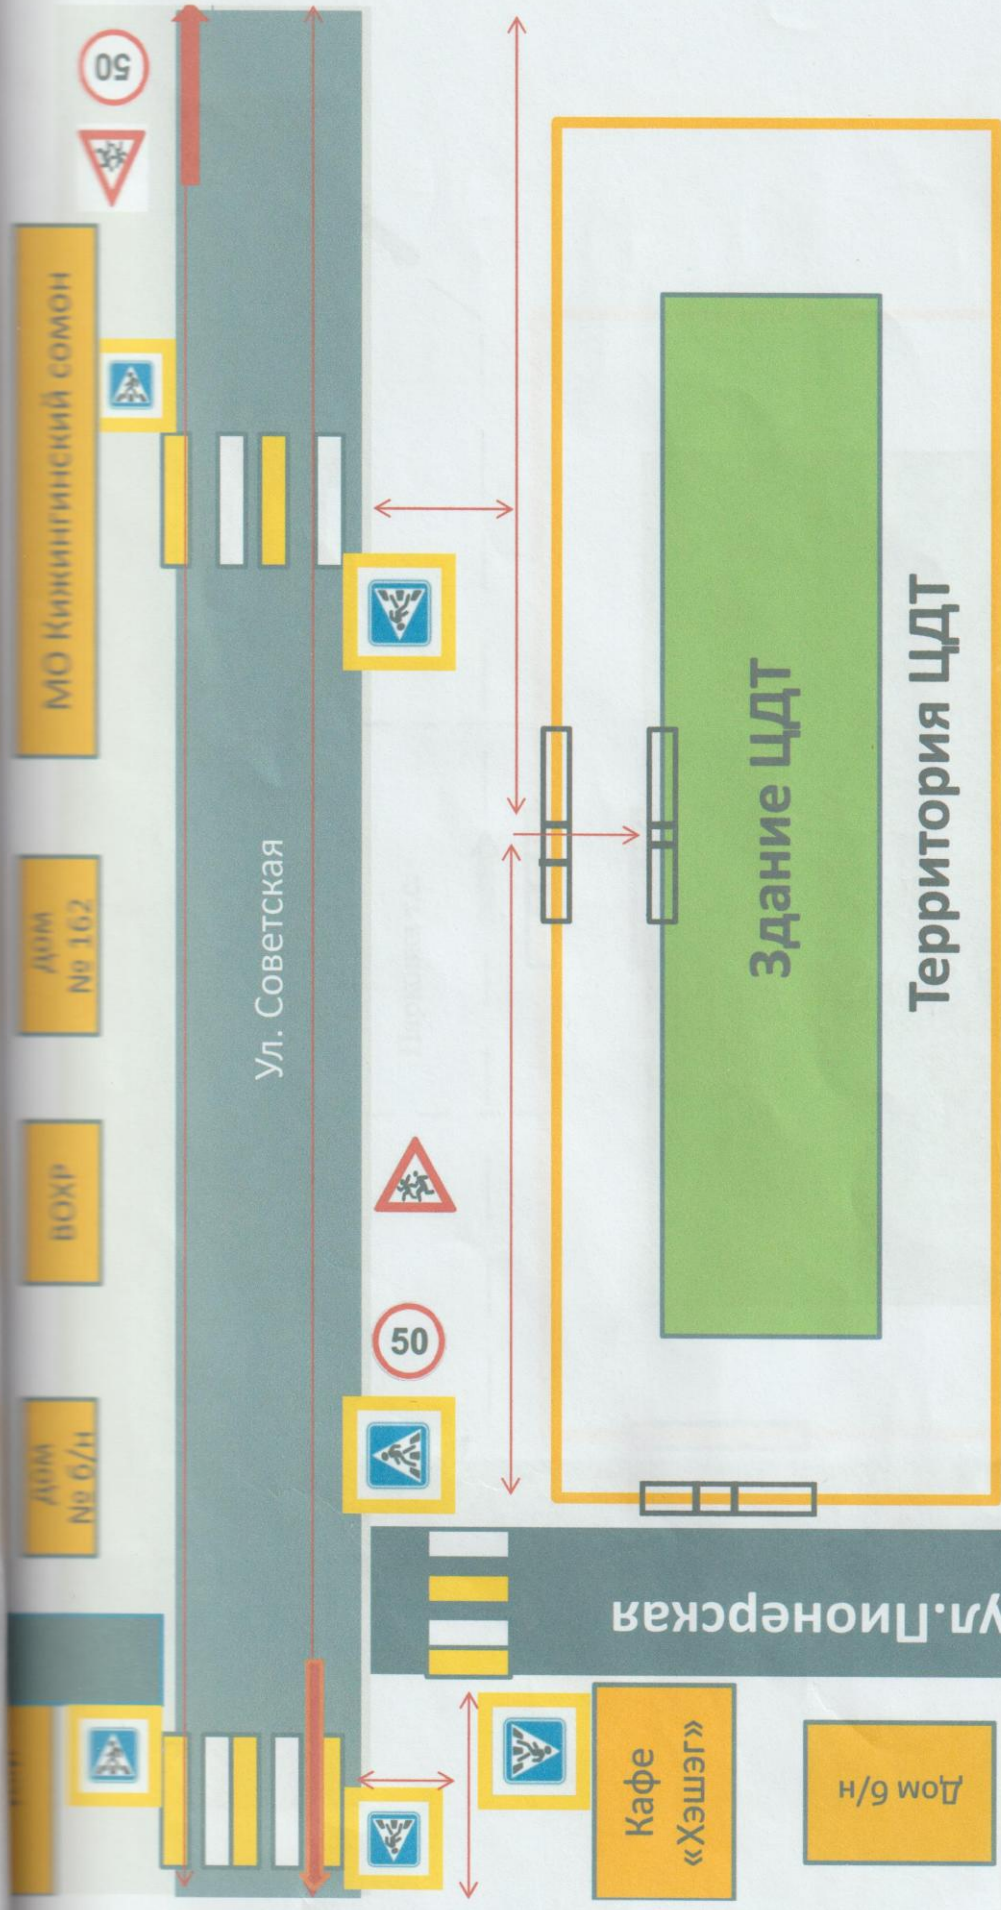 50
МО Кижингинский сомон
Дом
№ 162
ВОХР
Дом
№ б/н
Ул. Советская
50
Здание ЦДТ
Территория ЦДТ
ул.Пионерская
Кафе
«Хэшэг»
Дом б/н